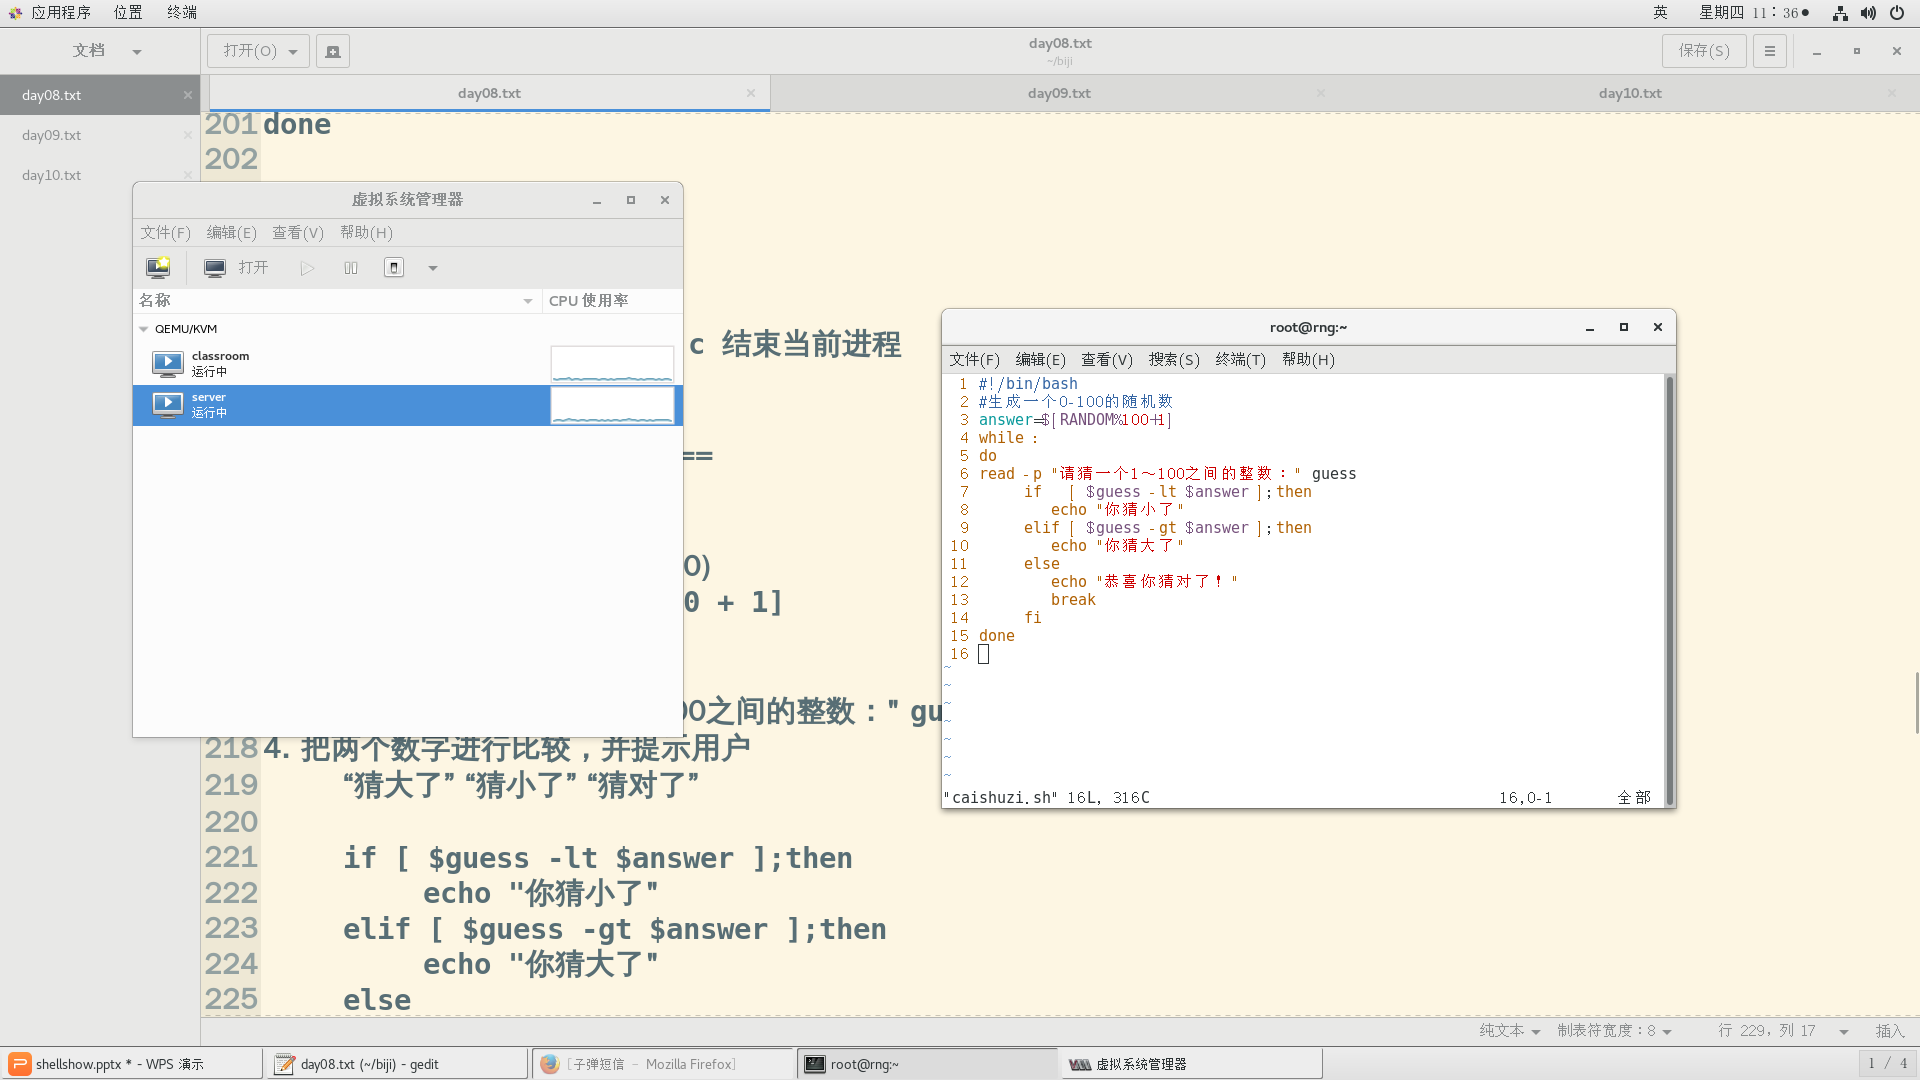 应用程序 位置 终端 英 星期四 11：36
文档 打开(O) day08.txt 保存(S)
~/biji
day08.txt day08.txt day09.txt day10.txt
day09.txt
day10.txt
201 done
202
c 结束当前进程
==
0)
0 + 1]
00之间的整数：" gu
218 4. 把两个数字进行比较，并提示用户
219 “猜大了” “猜小了” “猜对了”
220
221 if [ $guess -lt $answer ];then
222 echo "你猜小了"
223 elif [ $guess -gt $answer ];then
224 echo "你猜大了"
225 else
纯文本 制表符宽度：8 行 229，列 17 插入
虚拟系统管理器
文件(F) 编辑(E) 查看(V) 帮助(H)
打开
名称 CPU 使用率
QEMU/KVM
classroom
运行中
server
运行中
root@rng:~
文件(F) 编辑(E) 查看(V) 搜索(S) 终端(T) 帮助(H)
1 #!/bin/bash
2 #生成一个0-100的随机数
3 answer=$[RANDOM%100+1]
4 while :
5 do
6 read -p "请猜一个1～100之间的整数：" guess
7 if [ $guess -lt $answer ];then
8 echo "你猜小了"
9 elif [ $guess -gt $answer ];then
10 echo "你猜大了"
11 else
12 echo "恭喜你猜对了！"
13 break
14 fi
15 done
16
~
~
~
~
~
~
~
"caishuzi.sh" 16L, 316C 16,0-1 全部
shellshow.pptx * - WPS 演示 day08.txt (~/biji) - gedit [子弹短信 - Mozilla Firefox] root@rng:~ 虚拟系统管理器 1 / 4